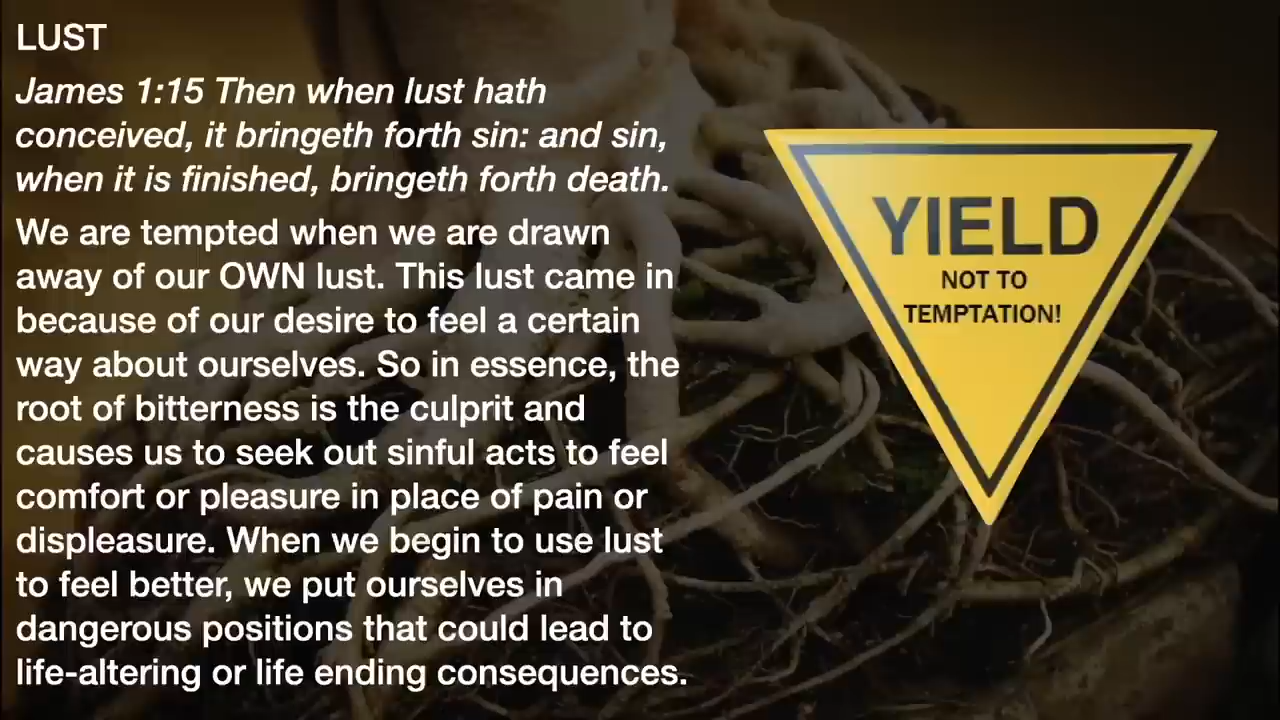 LUST
James 1:15 Then when lust hath
conceived, it bringeth forth sin: and sin,
when it is finished, bringeth forth death.
We are tempted when we are drawn
away of our OWN lust. This lust came in
because of our desire to feel a certain
way about ourselves. So in essence, the
root of bitterness is the culprit and
causes us to seek out sinful acts to feel
comfort or pleasure in place of pain or
displeasure. When we begin to use lust
to feel better, we put ourselves in
dangerous positions that could lead to
life-altering or life ending consequences.
YIELD
NOT TO
TEMPTATION!